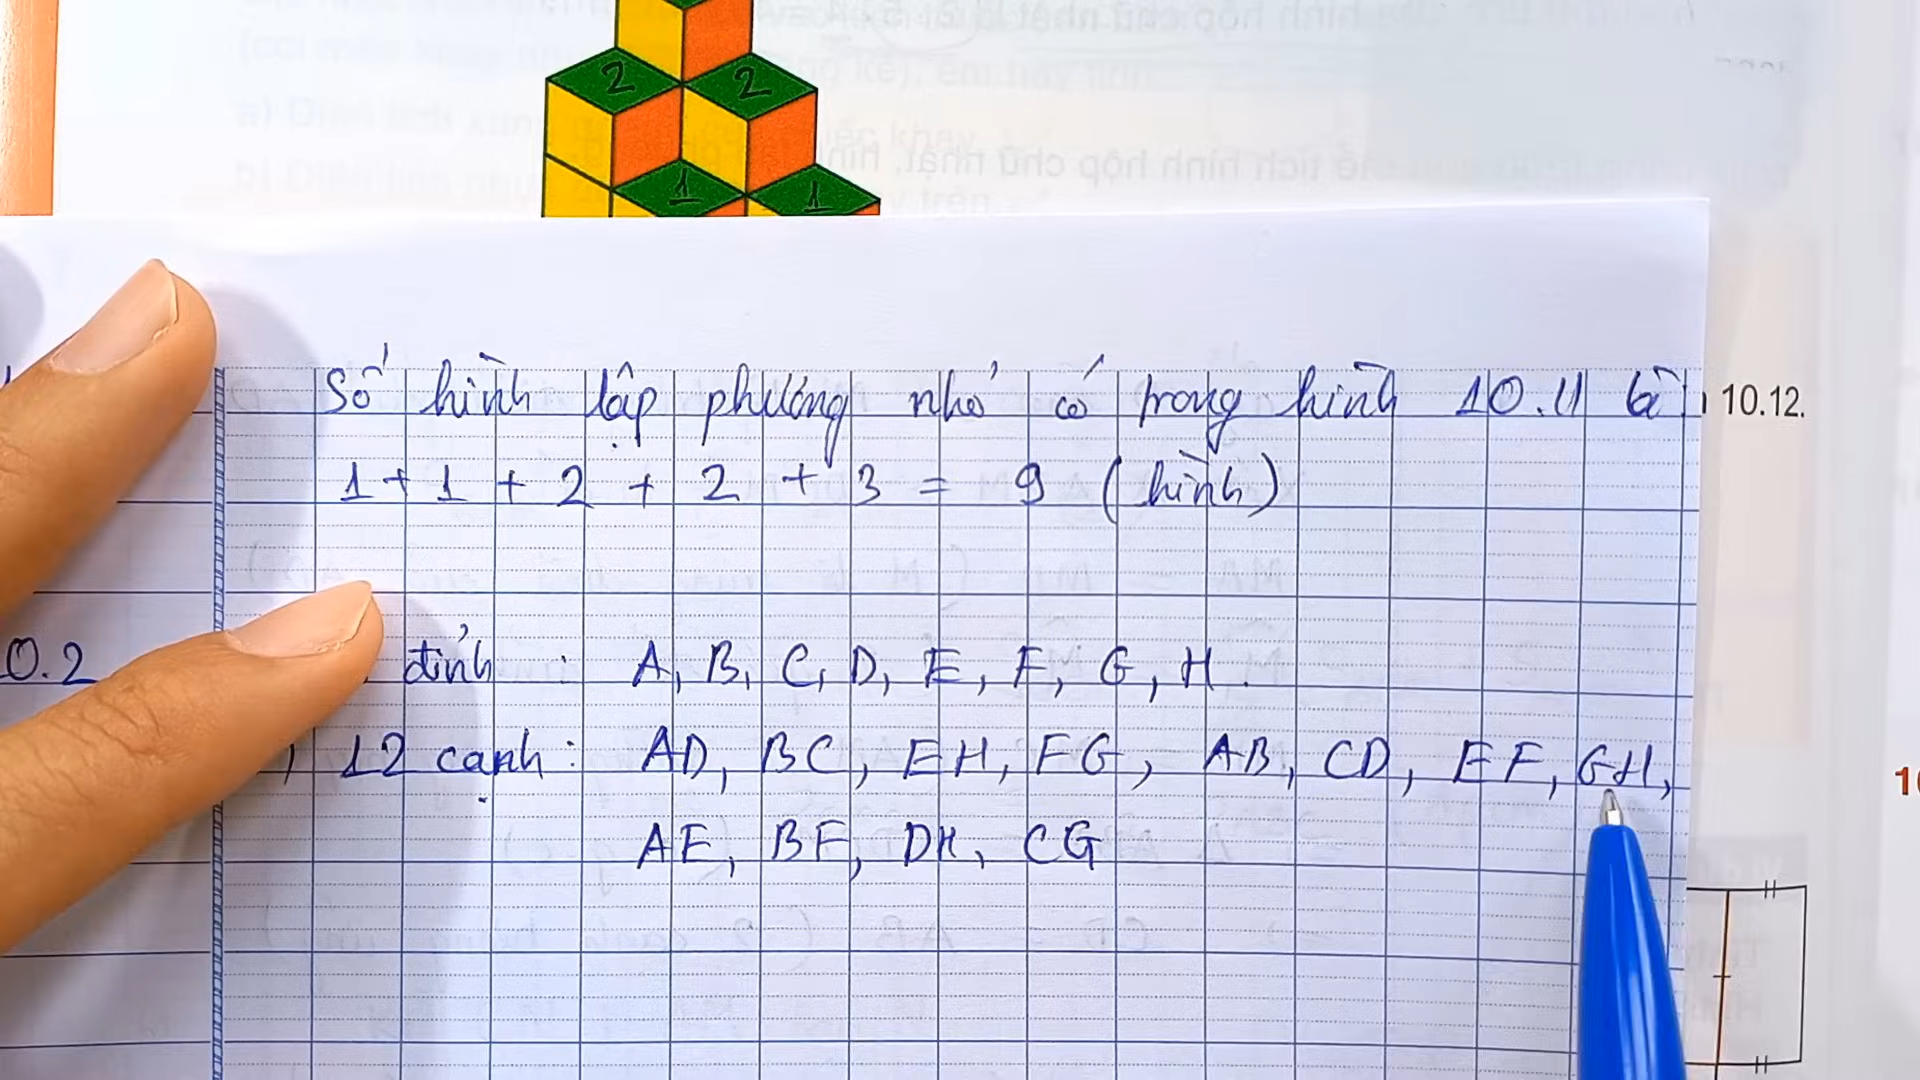 2 2
1 1
Số hình lập phương nhỏ có trong hình 10.11 là
10.12.
1 + 1 + 2 + 2 + 3 = 9 (hình)
0.2 đỉnh : A, B, C, D, E, F, G, H.
12 cạnh : AD, BC, EH, FG, AB, CD, EF, GH,
AE, BF, DH, CG